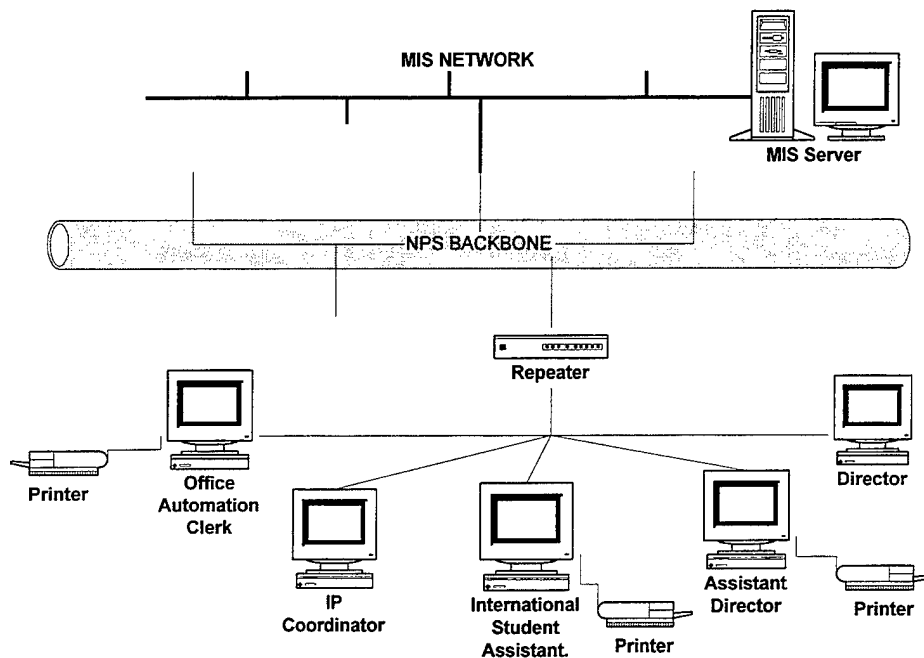 MIS NETWORK
MIS Server
NPS BACKBONE
Repeater
Printer
Office
Automation
Clerk
Director
IP
Coordinator
International
Student
Assistant.
Printer
Assistant
Director
Printer